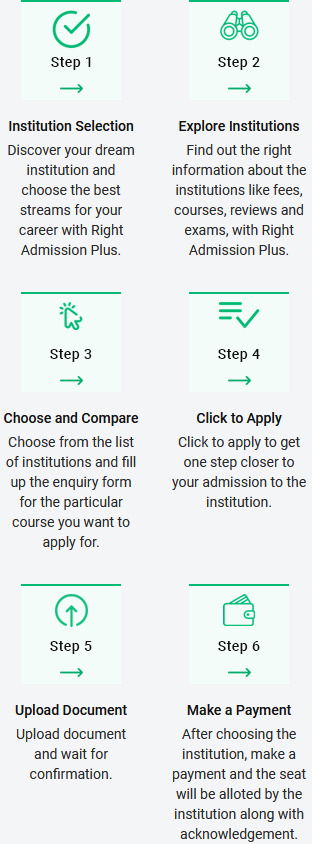 Step 1
Institution Selection
Discover your dream
institution and
choose the best
streams for your
career with Right
Admission Plus.
Step 2
Explore Institutions
Find out the right
information about the
institutions like fees,
courses, reviews and
exams, with Right
Admission Plus.
Step 3
Choose and Compare
Choose from the list
of institutions and fill
up the enquiry form
for the particular
course you want to
apply for.
Step 4
Click to Apply
Click to apply to get
one step closer to
your admission to the
institution.
Step 5
Upload Document
Upload document
and wait for
confirmation.
Step 6
Make a Payment
After choosing the
institution, make a
payment and the seat
will be alloted by the
institution along with
acknowledgement.